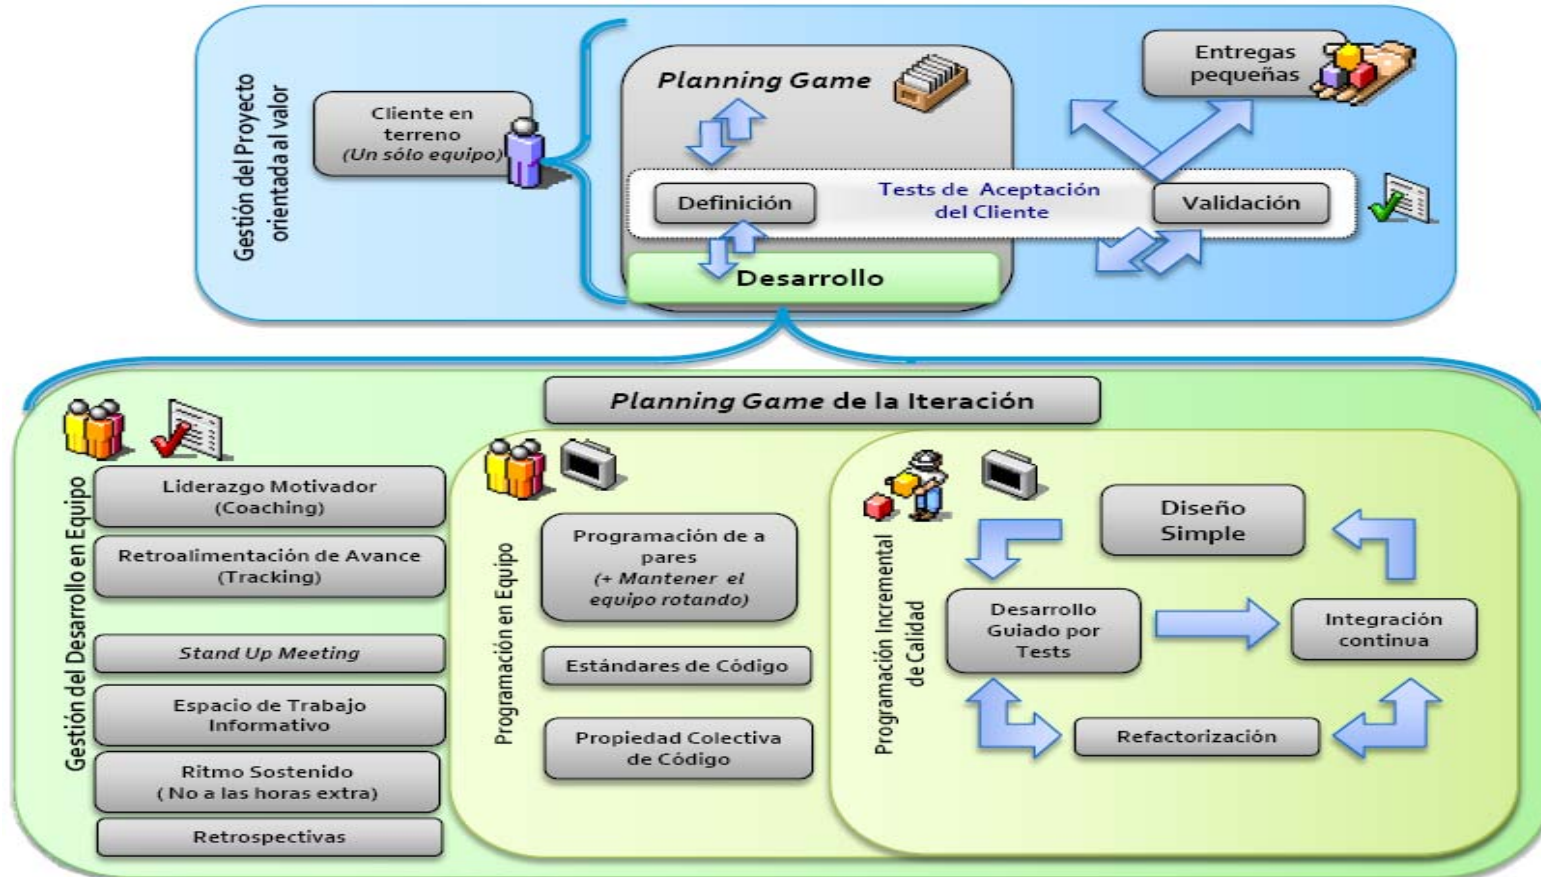 Gestión del Proyecto
orientada al valor
Cliente en
terreno
(Un sólo equipo)
Planning Game
Entregas
pequeñas
Definición
Tests de Aceptación
del Cliente
Validación
Desarrollo
Planning Game de la Iteración
Gestión del Desarrollo en Equipo
Liderazgo Motivador
(Coaching)
Retroalimentación de Avance
(Tracking)
Stand Up Meeting
Espacio de Trabajo
Informativo
Ritmo Sostenido
( No a las horas extra)
Retrospectivas
Programación en Equipo
Programación de a
pares
(+ Mantener el
equipo rotando)
Estándares de Código
Propiedad Colectiva
de Código
Programación Incremental
de Calidad
Diseño
Simple
Desarrollo
Guiado por
Tests
Integración
continua
Refactorización